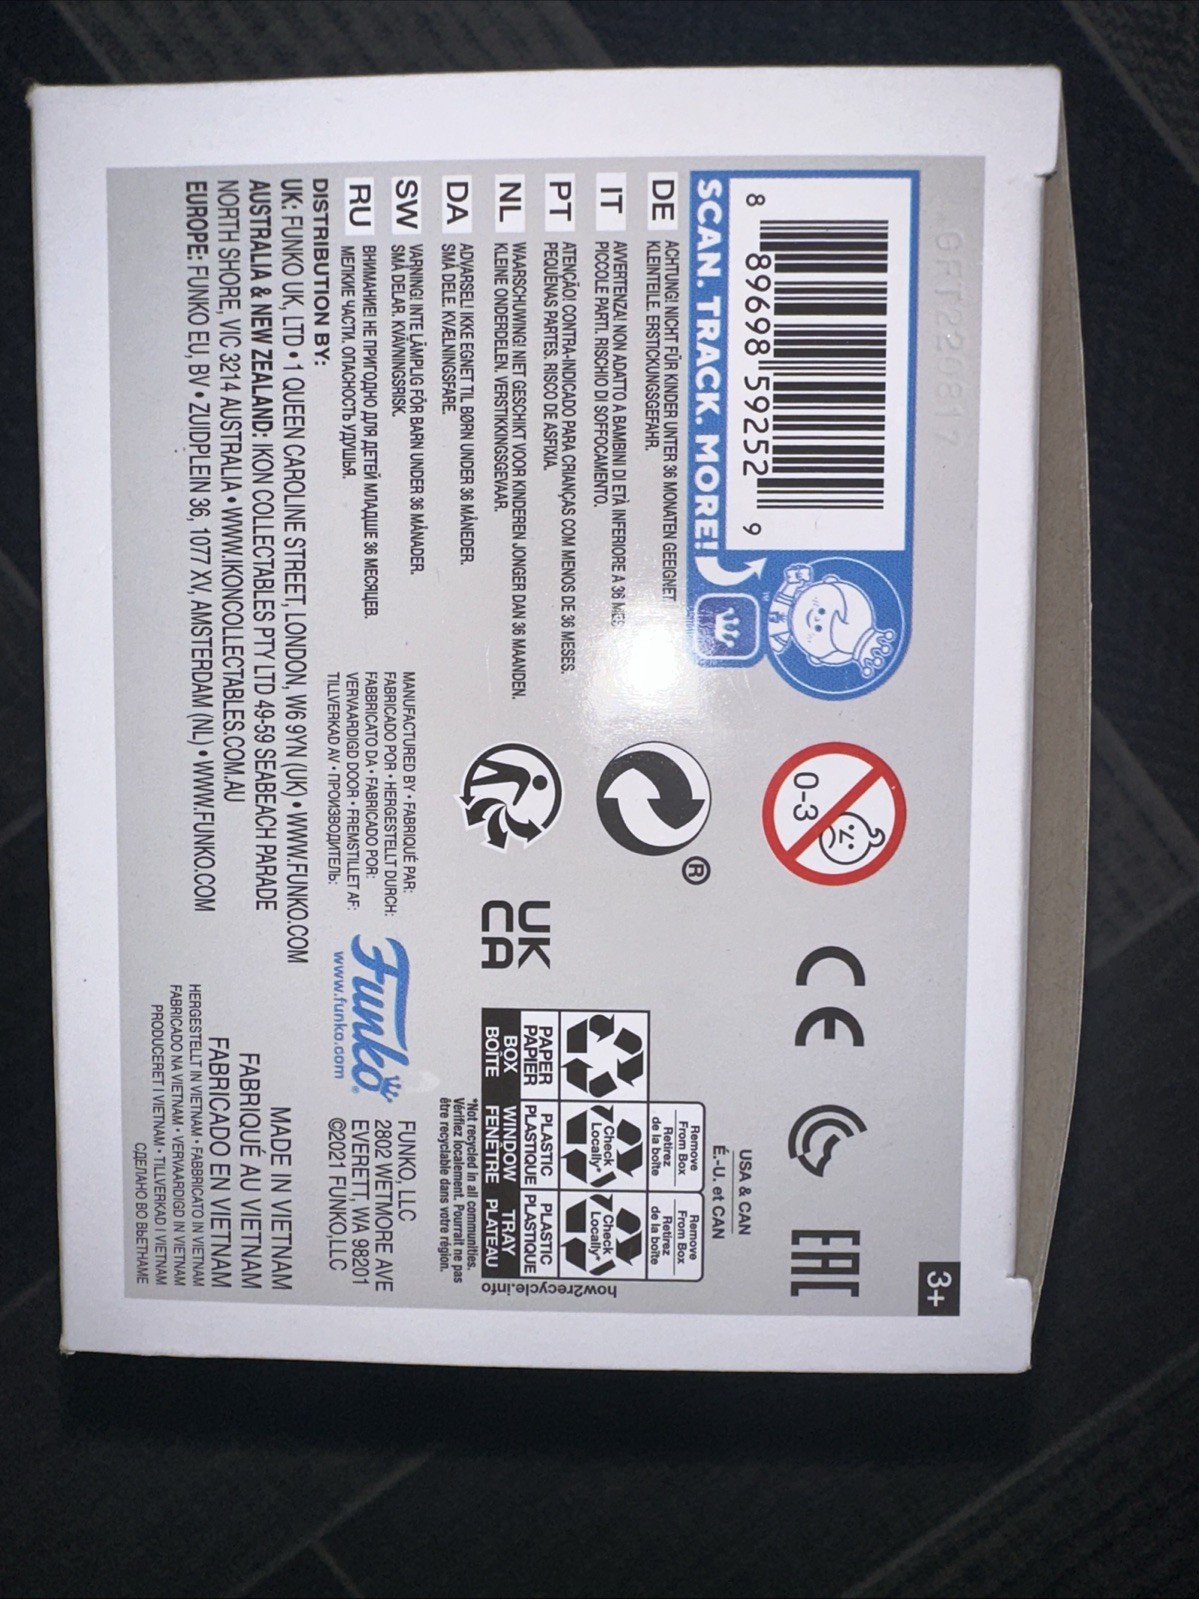 GFT220817
3+
8 89698 59252 9
™
SCAN. TRACK. MORE!
0-3
CE
EAC
DE ACHTUNG! NICHT FÜR KINDER UNTER 36 MONATEN GEEIGNET.
KLEINTEILE. ERSTICKUNGSGEFAHR.
IT AVVERTENZA! NON ADATTO A BAMBINI DI ETÀ INFERIORE A 36 MESI
PICCOLE PARTI. RISCHIO DI SOFFOCAMENTO.
PT ATENÇÃO! CONTRA-INDICADO PARA CRIANÇAS COM MENOS DE 36 MESES.
PEQUENAS PARTES. RISCO DE ASFIXIA.
NL WAARSCHUWING! NIET GESCHIKT VOOR KINDEREN JONGER DAN 36 MAANDEN.
KLEINE ONDERDELEN. VERSTIKKINGSGEVAAR.
DA ADVARSEL! IKKE EGNET TIL BØRN UNDER 36 MÅNEDER.
SMÅ DELE. KVÆLNINGSFARE.
SW VARNING! INTE LÄMPLIG FÖR BARN UNDER 36 MÅNADER.
SMÅ DELAR. KVÄVNINGSRISK.
RU ВНИМАНИЕ! НЕ ПРИГОДНО ДЛЯ ДЕТЕЙ МЛАДШЕ 36 МЕСЯЦЕВ.
МЕЛКИЕ ЧАСТИ. ОПАСНОСТЬ УДУШЬЯ.
®
UK
CA
USA & CAN
É.-U. et CAN
Remove From Box
Retirez de la boîte
Remove From Box
Retirez de la boîte
Check Locally*
Check Locally*
PAPER PAPIER
PLASTIC PLASTIQUE
PLASTIC PLASTIQUE
BOX BOÎTE
WINDOW FENÊTRE
TRAY PLATEAU
how2recycle.info
*Not recycled in all communities.
Vérifiez localement. Pourrait ne pas
être recyclable dans votre région.
MANUFACTURED BY • FABRIQUÉ PAR:
FABRICADO POR • HERGESTELLT DURCH:
FABBRICATO DA • FABRICADO POR:
VERVAARDIGD DOOR • FREMSTILLET AF:
TILLVERKAD AV • ПРОИЗВОДИТЕЛЬ:
Funko®
www.funko.com
FUNKO, LLC
2802 WETMORE AVE
EVERETT, WA 98201
©2021 FUNKO,LLC
DISTRIBUTION BY:
UK: FUNKO UK, LTD • 1 QUEEN CAROLINE STREET, LONDON, W6 9YN (UK) • WWW.FUNKO.COM
AUSTRALIA & NEW ZEALAND: IKON COLLECTABLES PTY LTD 49-59 SEABEACH PARADE
NORTH SHORE, VIC 3214 AUSTRALIA • WWW.IKONCOLLECTABLES.COM.AU
EUROPE: FUNKO EU, BV • ZUIDPLEIN 36, 1077 XV, AMSTERDAM (NL) • WWW.FUNKO.COM
MADE IN VIETNAM
FABRIQUÉ AU VIETNAM
FABRICADO EN VIETNAM
HERGESTELLT IN VIETNAM • FABBRICATO IN VIETNAM
FABRICADO NA VIETNAM • VERVAARDIGD IN VIETNAM
PRODUCERET I VIETNAM • TILLVERKAD I VIETNAM
СДЕЛАНО ВО ВЬЕТНАМЕ